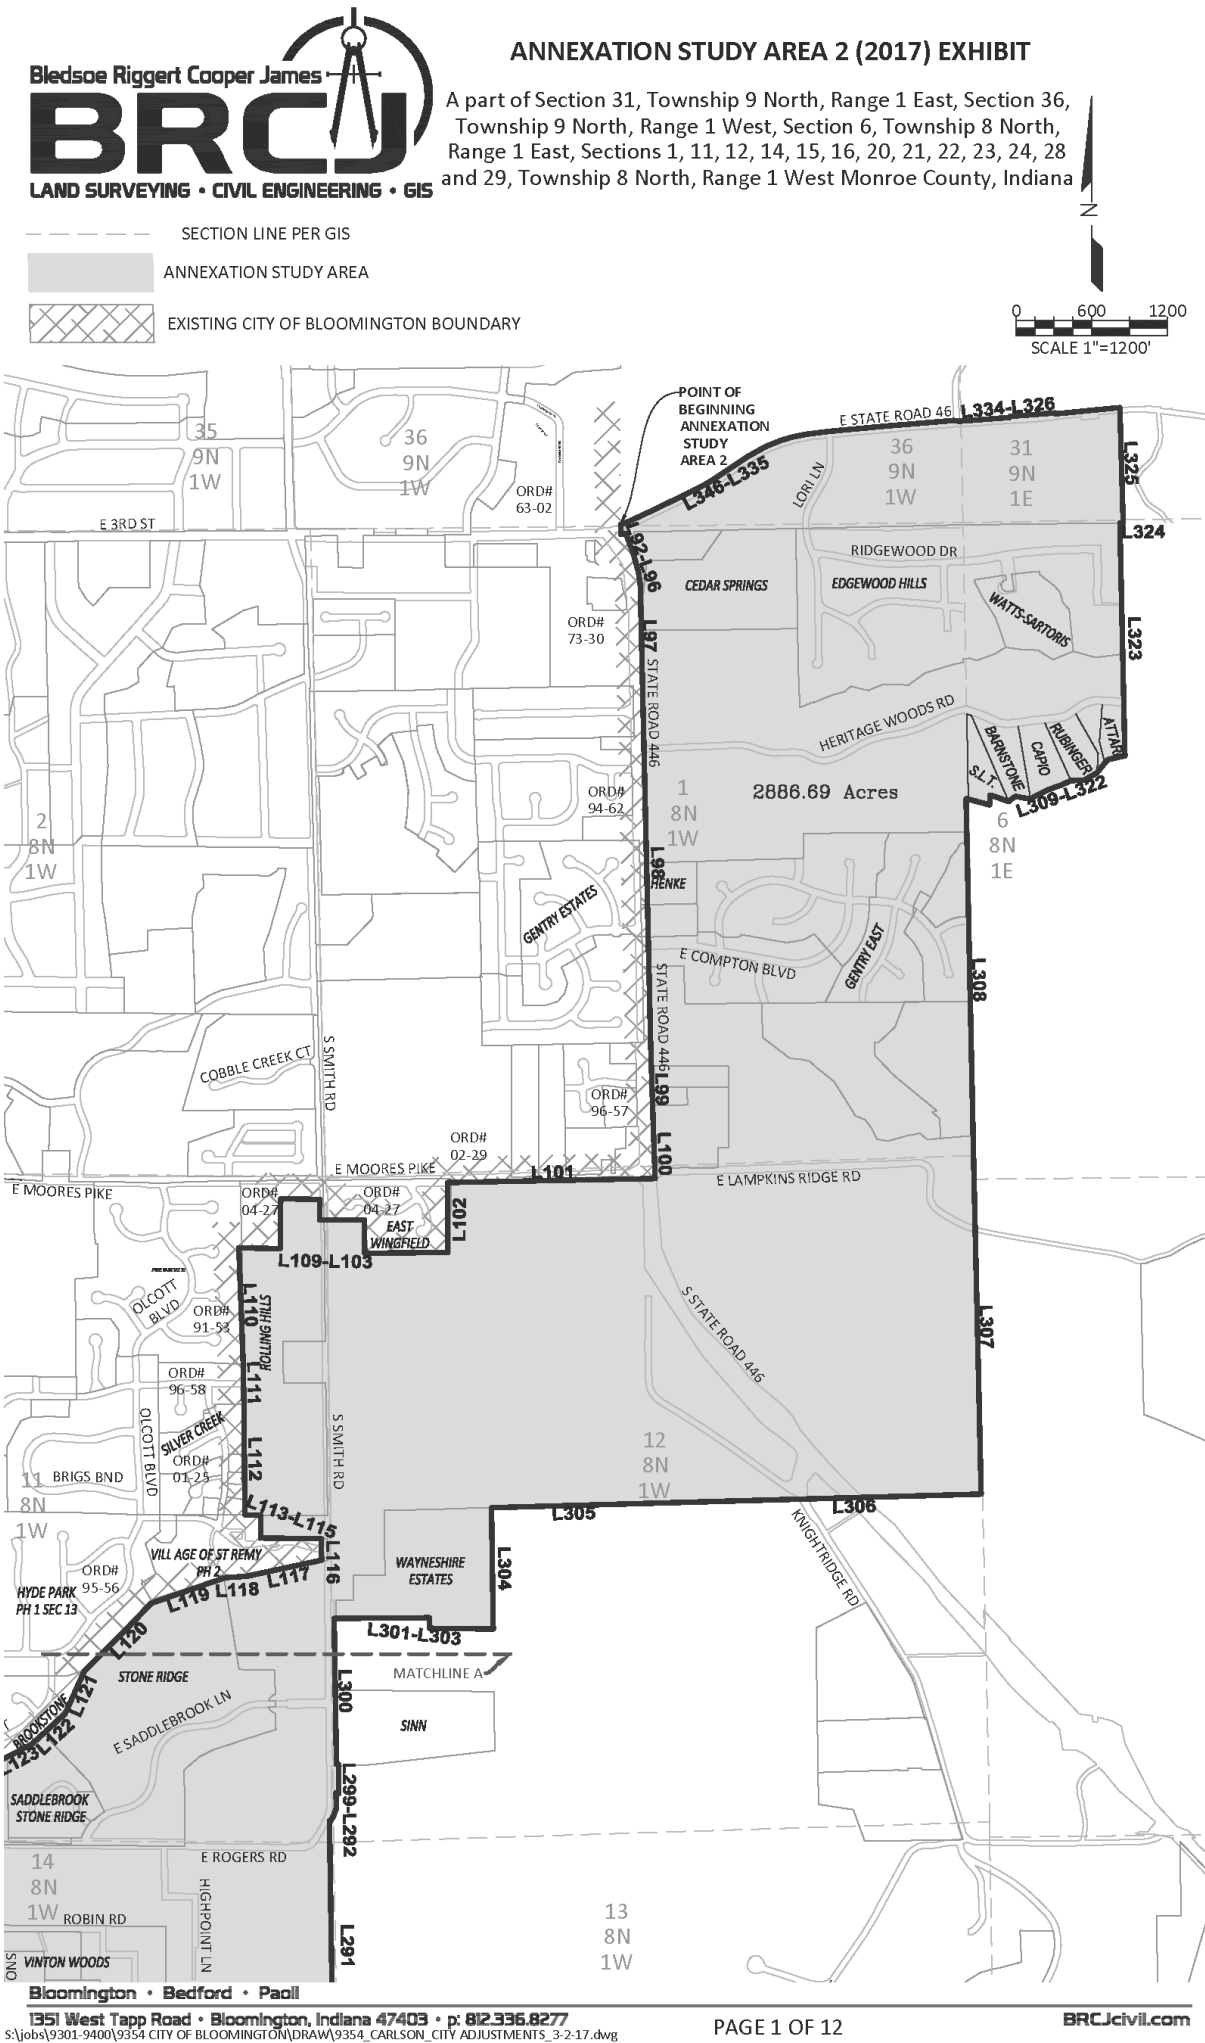 ANNEXATION STUDY AREA 2 (2017) EXHIBIT
Bledsoe Riggert Cooper James
BRCJ
LAND SURVEYING • CIVIL ENGINEERING • GIS
A part of Section 31, Township 9 North, Range 1 East, Section 36,
Township 9 North, Range 1 West, Section 6, Township 8 North,
Range 1 East, Sections 1, 11, 12, 14, 15, 16, 20, 21, 22, 23, 24, 28
and 29, Township 8 North, Range 1 West Monroe County, Indiana
N
SECTION LINE PER GIS
ANNEXATION STUDY AREA
EXISTING CITY OF BLOOMINGTON BOUNDARY
0 600 1200
SCALE 1"=1200'
POINT OF
BEGINNING
ANNEXATION
STUDY
AREA 2
E STATE ROAD 46
L334-L326
L325
L346-L335
LORI LN
35
9N
1W
36
9N
1W
36
9N
1W
31
9N
1E
ORD#
63-02
E 3RD ST
L324
L92-L96
RIDGEWOOD DR
CEDAR SPRINGS
EDGEWOOD HILLS
WATTS-SARTORIS
ORD#
73-30
L97
L323
STATE ROAD 446
HERITAGE WOODS RD
S.L.T.
BARNSTONE
CAPIO
RUBINGER
ATTAR
L309-L322
ORD#
94-62
1
8N
1W
2886.69 Acres
2
8N
1W
6
8N
1E
L98
HENKE
GENTRY ESTATES
E COMPTON BLVD
GENTRY EAST
L308
STATE ROAD 446
S SMITH RD
COBBLE CREEK CT
L99
ORD#
96-57
ORD#
02-29
L100
E MOORES PIKE
L101
E LAMPKINS RIDGE RD
E MOORES PIKE
ORD#
04-27
ORD#
04-27
EAST
WINGFIELD
L102
L109-L103
OLCOTT
BLVD
L110
ROLLING HILLS
ORD#
91-53
S STATE ROAD 446
L307
ORD#
96-58
L111
OLCOTT BLVD
SILVER CREEK
S SMITH RD
L112
ORD#
01-25
12
8N
1W
11
8N
1W
BRIGS BND
L113-L115
L305
L306
KNIGHTRIDGE RD
VILLAGE OF ST REMY
PH 2
L116
WAYNESHIRE
ESTATES
L304
ORD#
95-56
HYDE PARK
PH 1 SEC 13
L119 L118 L117
L120
L301-L303
STONE RIDGE
MATCHLINE A
L121
L300
BROOKSTONE
E SADDLEBROOK LN
SINN
L123 L122
L299-L292
SADDLEBROOK
STONE RIDGE
E ROGERS RD
14
8N
1W
HIGHPOINT LN
ROBIN RD
13
8N
1W
L291
VINTON WOODS
Bloomington • Bedford • Paoli
1351 West Tapp Road • Bloomington, Indiana 47403 • p: 812.336.8277
BRCJcivil.com
S:\jobs\9301-9400\9354 CITY OF BLOOMINGTON\DRAW\9354_CARLSON_CITY ADJUSTMENTS_3-2-17.dwg
PAGE 1 OF 12